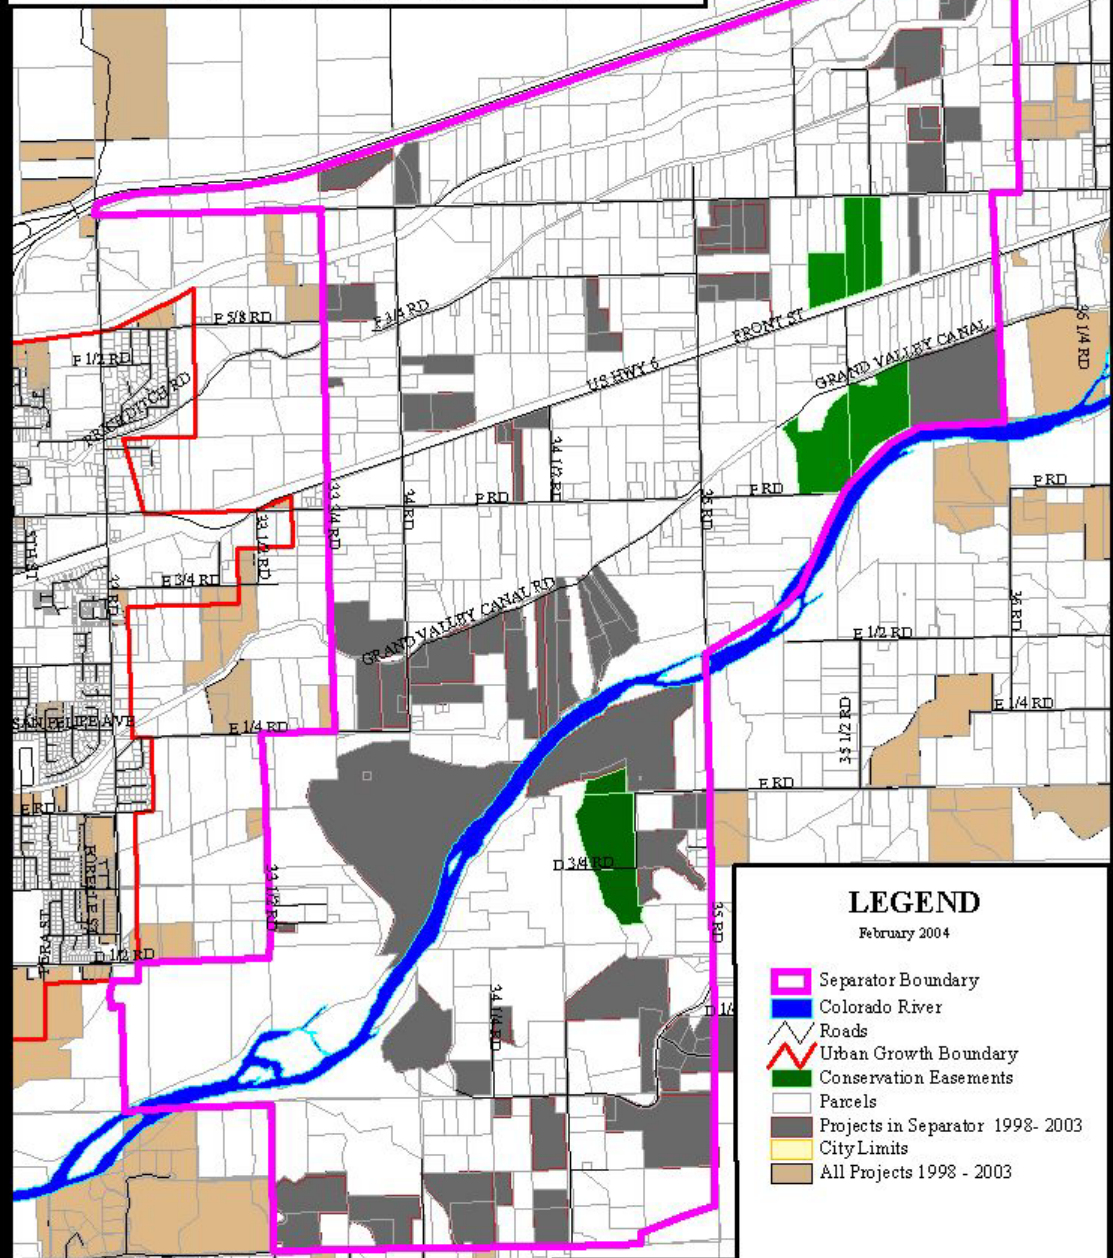 F 5/8 RD
F 3/4 RD
36 1/4 RD
FRONT ST
F 1/2 RD
GRAND VALLEY CANAL
US HWY 6
34 1/2 RD
F RD
F RD
F RD
33 3/4 RD
34 RD
35 RD
33 1/2 RD
E 3/4 RD
GRAND VALLEY CANAL RD
36 RD
E 1/2 RD
SAN FELIPE AVE
E 1/4 RD
E 1/4 RD
35 1/2 RD
E RD
E RD
D 3/4 RD
33 1/2 RD
35 RD
D 1/2 RD
34 1/4 RD
D 1/4
LEGEND
February 2004
Separator Boundary
Colorado River
Roads
Urban Growth Boundary
Conservation Easements
Parcels
Projects in Separator 1998- 2003
City Limits
All Projects 1998 - 2003